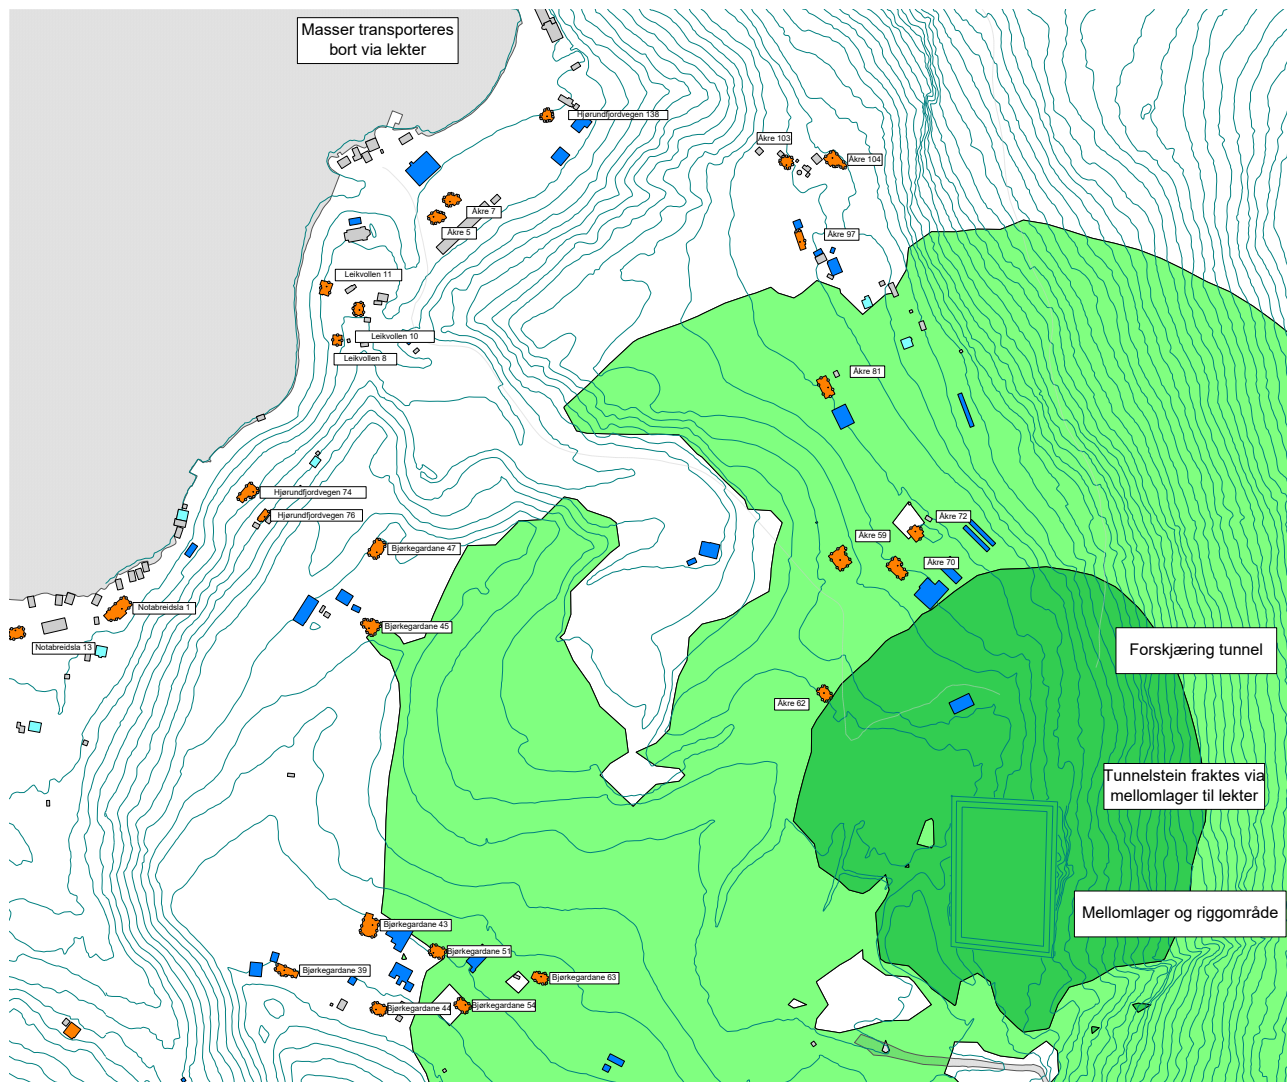 Masser transporteres
bort via lekter
Hjørundfjordvegen 138
Åkre 103
Åkre 104
Åkre 7
Åkre 5
Åkre 97
Leikvollen 11
Leikvollen 10
Leikvollen 8
Åkre 81
Hjørundfjordvegen 74
Hjørundfjordvegen 76
Åkre 72
Bjørkegardane 47
Åkre 59
Åkre 70
Notabreidsla 1
Bjørkegardane 45
Notabreidsla 13
Forskjæring tunnel
Åkre 62
Tunnelstein fraktes via
mellomlager til lekter
Mellomlager og riggområde
Bjørkegardane 43
Bjørkegardane 51
Bjørkegardane 39
Bjørkegardane 63
Bjørkegardane 44
Bjørkegardane 54